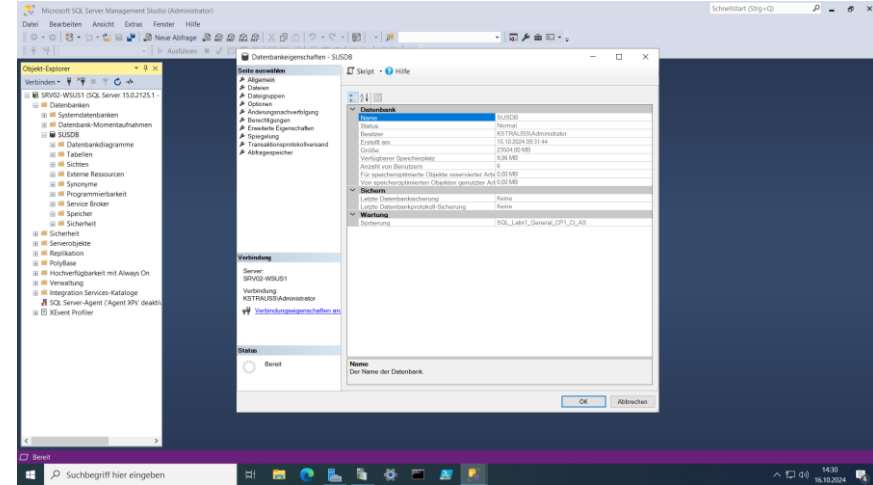 Microsoft SQL Server Management Studio (Administrator)
Schnellstart (Strg+Q)
Datei Bearbeiten Ansicht Extras Fenster Hilfe
Neue Abfrage
Ausführen
Objekt-Explorer
Verbinden
SRV02-WSUS1 (SQL Server 15.0.2125.1 -
Datenbanken
Systemdatenbanken
Datenbank-Momentaufnahmen
SUSDB
Datenbankdiagramme
Tabellen
Sichten
Externe Ressourcen
Synonyme
Programmierbarkeit
Service Broker
Speicher
Sicherheit
Sicherheit
Serverobjekte
Replikation
PolyBase
Hochverfügbarkeit mit Always On
Verwaltung
Integration Services-Kataloge
SQL Server-Agent ('Agent XPs' deaktiv
XEvent Profiler
Datenbankeigenschaften - SUSDB
Seite auswählen
Allgemein
Dateien
Dateigruppen
Optionen
Änderungsnachverfolgung
Berechtigungen
Erweiterte Eigenschaften
Spiegelung
Transaktionsprotokollversand
Abfragespeicher
Verbindung
Server:
SRV02-WSUS1
Verbindung:
KSTRAUSS\Administrator
Verbindungseigenschaften an
Status
Bereit
Skript Hilfe
Datenbank
Name SUSDB
Status Normal
Besitzer KSTRAUSS\Administrator
Erstellt am 15.10.2024 09:31:44
Größe 23504,00 MB
Verfügbarer Speicherplatz 9,86 MB
Anzahl von Benutzern 6
Für speicheroptimierte Objekte reservierter Arbe 0,00 MB
Von speicheroptimierten Objekten genutzter Arb 0,00 MB
Sichern
Letzte Datenbanksicherung Keine
Letzte Datenbankprotokoll-Sicherung Keine
Wartung
Sortierung SQL_Latin1_General_CP1_CI_AS
Name
Der Name der Datenbank.
OK Abbrechen
Bereit
Suchbegriff hier eingeben
14:30
16.10.2024